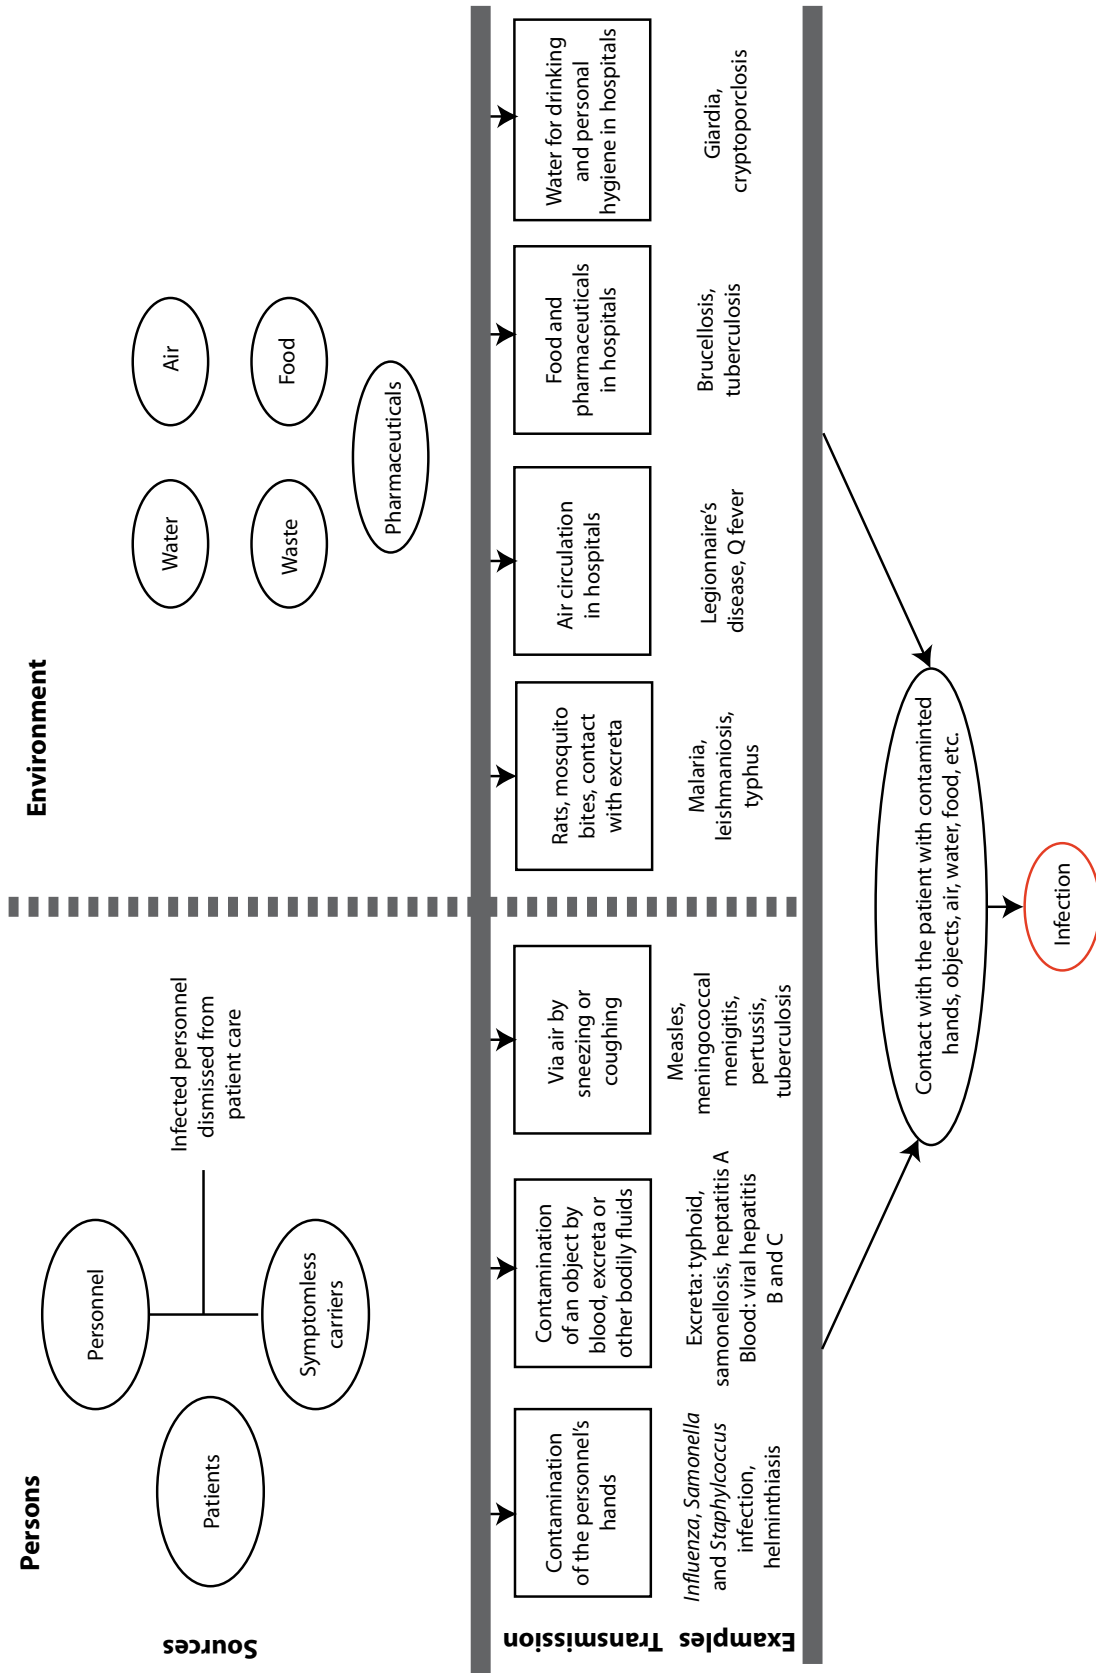 Persons
Environment
Sources
Patients
Personnel
Symptomless
carriers
Infected personnel
dismissed from
patient care
Water
Air
Waste
Food
Pharmaceuticals
Transmission
Contamination
of the personnel's
hands
Contamination
of an object by
blood, excreta or
other bodily fluids
Via air by
sneezing or
coughing
Rats, mosquito
bites, contact
with excreta
Air circulation
in hospitals
Food and
pharmaceuticals
in hospitals
Water for drinking
and personal
hygiene in hospitals
Examples
Influenza, Samonella
and Staphylcoccus
infection,
helminthiasis
Excreta: typhoid,
samonellosis, heptatitis A
Blood: viral hepatitis
B and C
Measles,
meningococcal
menigitis,
pertussis,
tuberculosis
Malaria,
leishmaniosis,
typhus
Legionnaire's
disease, Q fever
Brucellosis,
tuberculosis
Giardia,
cryptoporclosis
Contact with the patient with contaminted
hands, objects, air, water, food, etc.
Infection